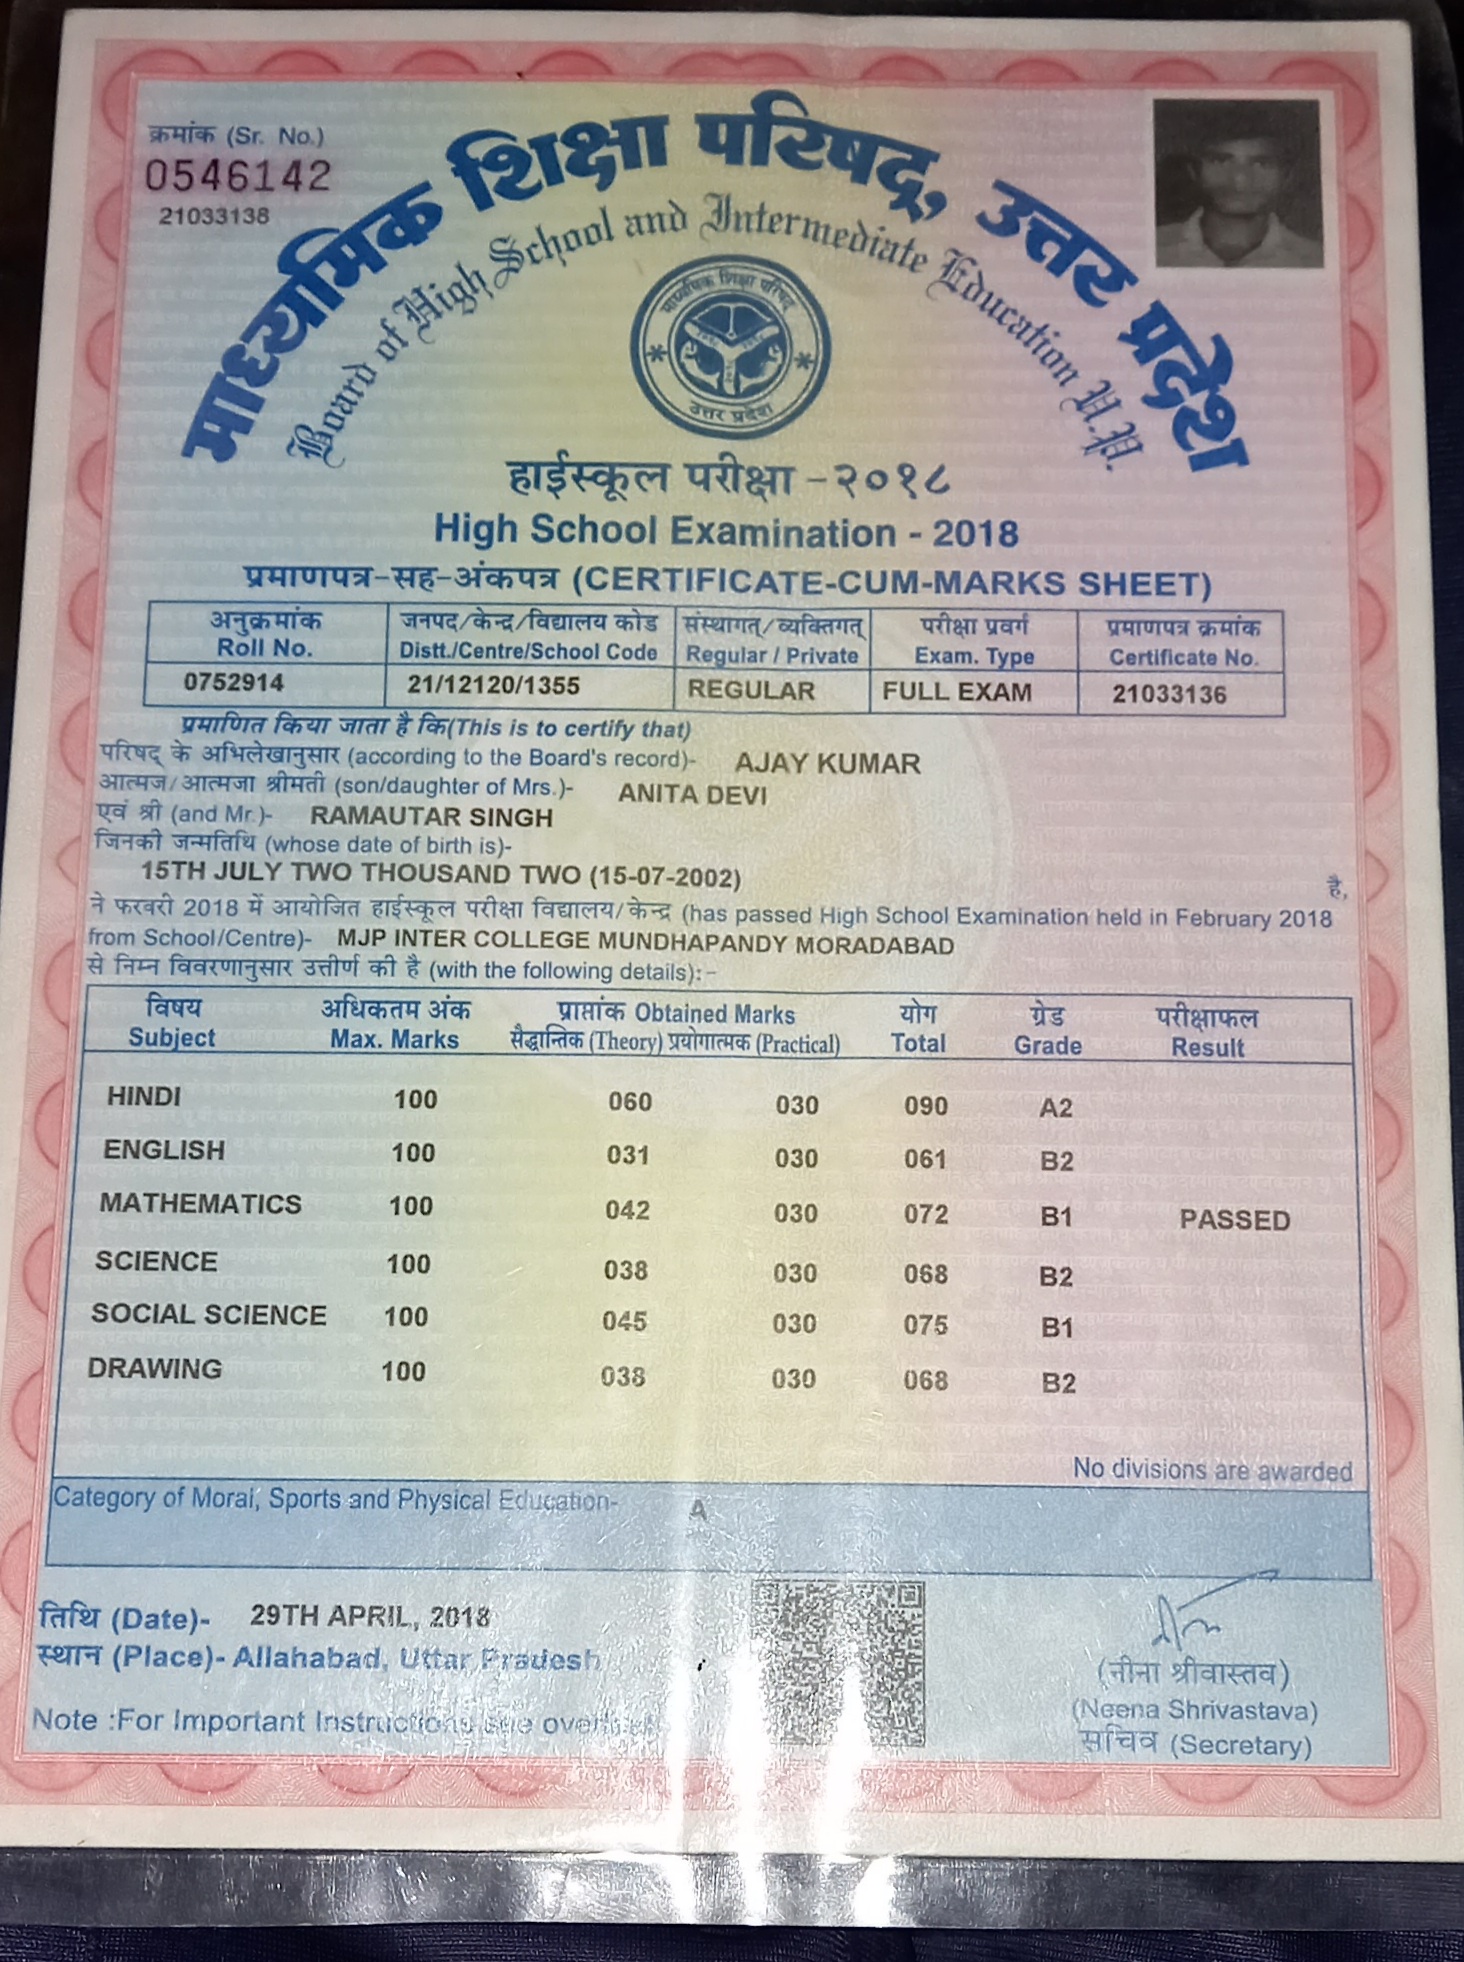 क्रमांक (Sr. No.)
0546142
21033138
माध्यमिक शिक्षा परिषद्, उत्तर प्रदेश
Board of High School and Intermediate Education U.P.
माध्यमिक शिक्षा परिषद
उत्तर प्रदेश
हाईस्कूल परीक्षा -२०१८
High School Examination - 2018
प्रमाणपत्र-सह-अंकपत्र (CERTIFICATE-CUM-MARKS SHEET)
अनुक्रमांक जनपद/केन्द्र/विद्यालय कोड संस्थागत्/व्यक्तिगत् परीक्षा प्रवर्ग प्रमाणपत्र क्रमांक
Roll No. Distt./Centre/School Code Regular / Private Exam. Type Certificate No.
0752914 21/12120/1355 REGULAR FULL EXAM 21033136
प्रमाणित किया जाता है कि(This is to certify that)
परिषद् के अभिलेखानुसार (according to the Board's record)- AJAY KUMAR
आत्मज/आत्मजा श्रीमती (son/daughter of Mrs.)- ANITA DEVI
एवं श्री (and Mr.)- RAMAUTAR SINGH
जिनकी जन्मतिथि (whose date of birth is)-
15TH JULY TWO THOUSAND TWO (15-07-2002) है,
ने फरवरी 2018 में आयोजित हाईस्कूल परीक्षा विद्यालय/केन्द्र (has passed High School Examination held in February 2018
from School/Centre)- MJP INTER COLLEGE MUNDHAPANDY MORADABAD
से निम्न विवरणानुसार उत्तीर्ण की है (with the following details):-
विषय अधिकतम अंक प्राप्तांक Obtained Marks योग ग्रेड परीक्षाफल
Subject Max. Marks सैद्धान्तिक (Theory) प्रयोगात्मक (Practical) Total Grade Result
HINDI 100 060 030 090 A2
ENGLISH 100 031 030 061 B2
MATHEMATICS 100 042 030 072 B1 PASSED
SCIENCE 100 038 030 068 B2
SOCIAL SCIENCE 100 045 030 075 B1
DRAWING 100 038 030 068 B2
No divisions are awarded
Category of Moral, Sports and Physical Education- A
तिथि (Date)- 29TH APRIL, 2018
स्थान (Place)- Allahabad, Uttar Pradesh
(नीना श्रीवास्तव)
(Neena Shrivastava)
सचिव (Secretary)
Note :For Important Instructions see overleaf